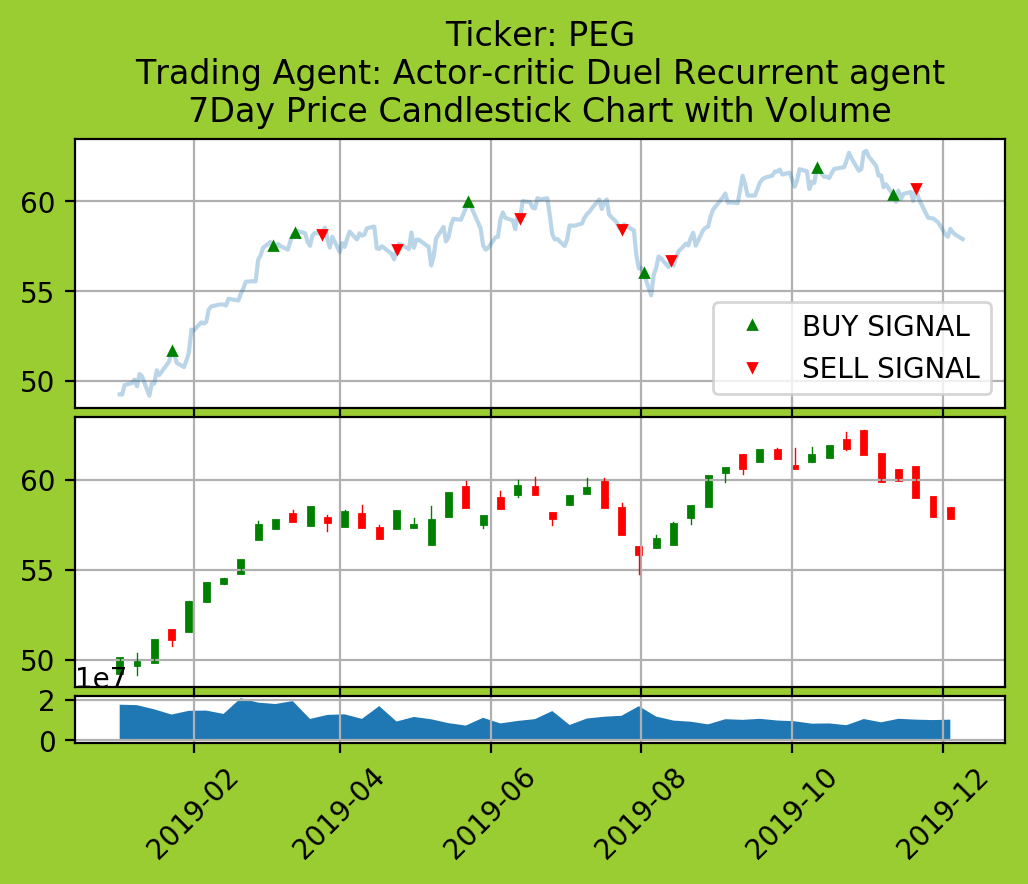 Ticker: PEG
Trading Agent: Actor-critic Duel Recurrent agent
7Day Price Candlestick Chart with Volume
60
55
50
BUY SIGNAL
SELL SIGNAL
60
55
50
1e7
2
0
2019-02
2019-04
2019-06
2019-08
2019-10
2019-12